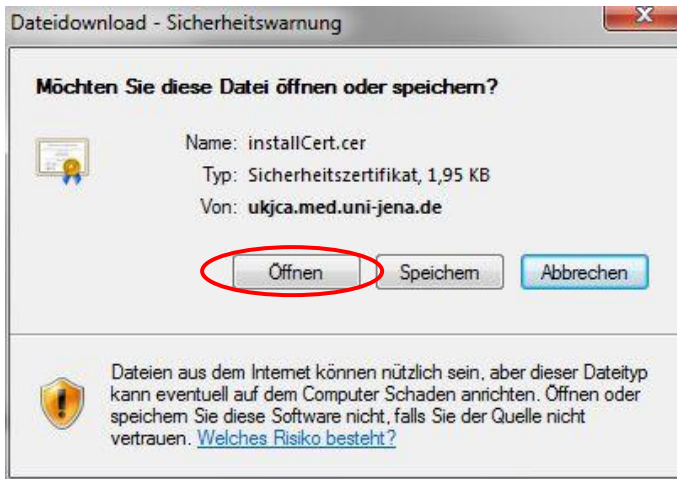 Dateidownload - Sicherheitswarnung
Möchten Sie diese Datei öffnen oder speichern?
Name: installCert.cer
Typ: Sicherheitszertifikat, 1,95 KB
Von: ukjca.med.uni-jena.de
Öffnen Speichern Abbrechen
Dateien aus dem Internet können nützlich sein, aber dieser Dateityp
kann eventuell auf dem Computer Schaden anrichten. Öffnen oder
speichern Sie diese Software nicht, falls Sie der Quelle nicht
vertrauen. Welches Risiko besteht?